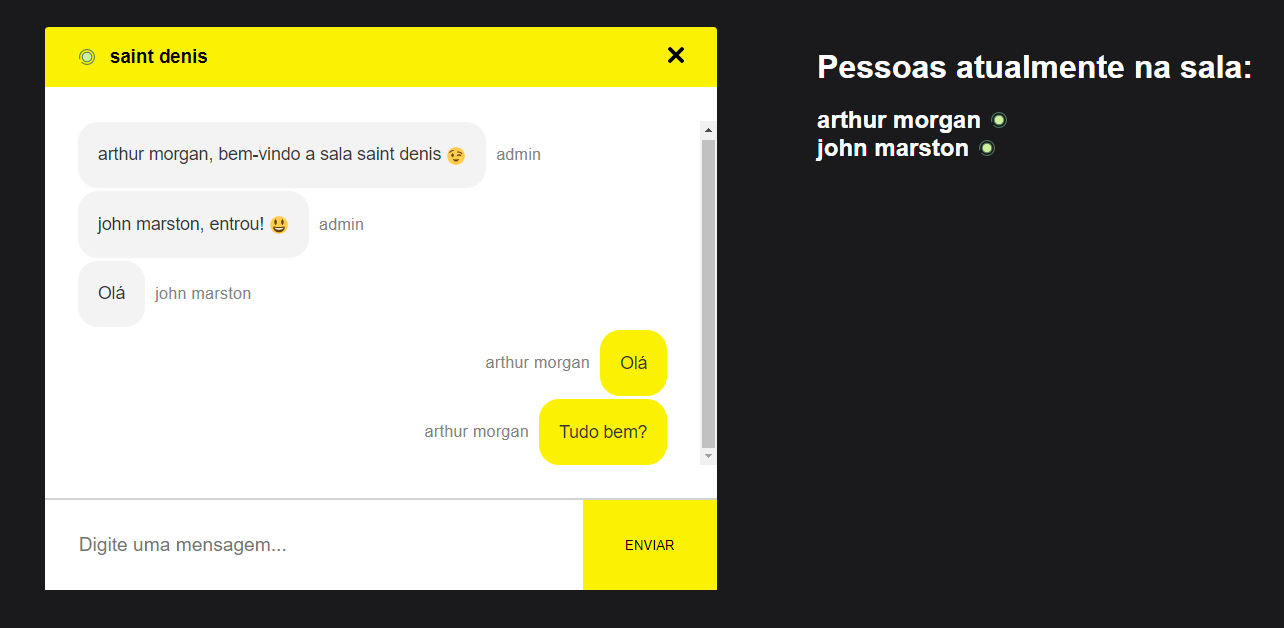 saint denis
arthur morgan, bem-vindo a sala saint denis 😉 admin
john marston, entrou! 😃 admin
Olá john marston
arthur morgan Olá
arthur morgan Tudo bem?
Digite uma mensagem... ENVIAR
Pessoas atualmente na sala:
arthur morgan
john marston